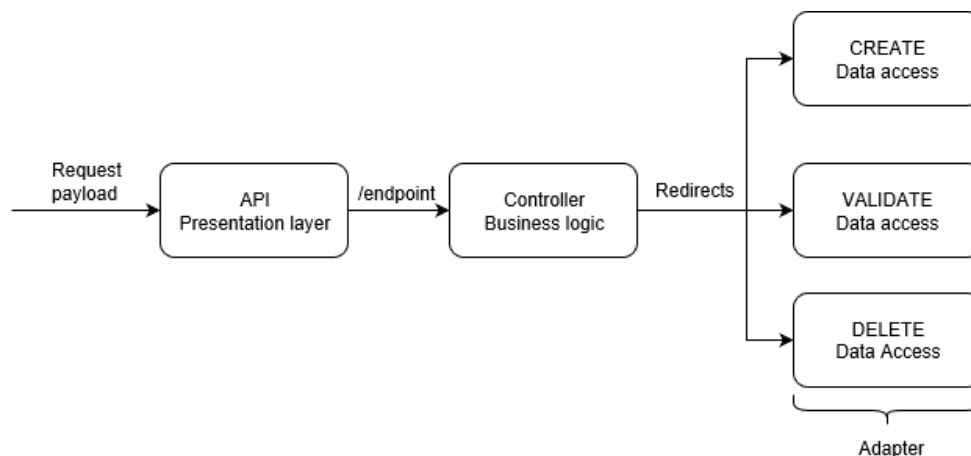 CREATE
Data access
Request
payload
API
Presentation layer
/endpoint
Controller
Business logic
Redirects
VALIDATE
Data access
DELETE
Data Access
Adapter